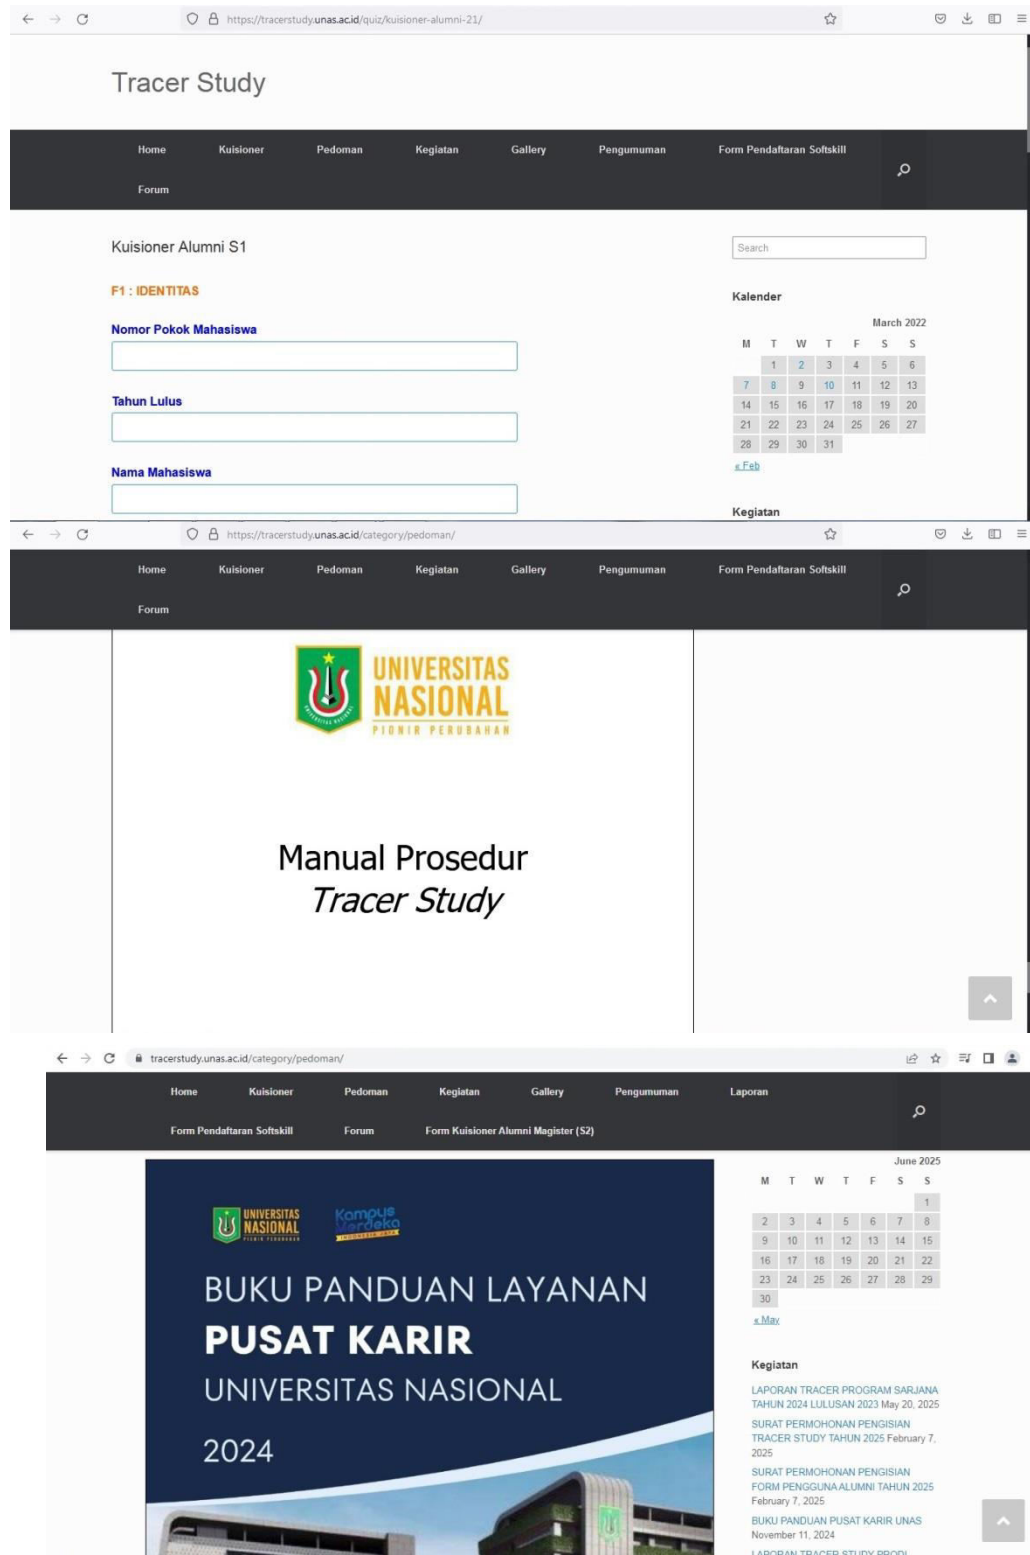 https://tracerstudy.unas.ac.id/quiz/kuisioner-alumni-21/
Tracer Study
Home Kuisioner Pedoman Kegiatan Gallery Pengumuman Form Pendaftaran Softskill
Forum
Kuisioner Alumni S1
F1 : IDENTITAS
Nomor Pokok Mahasiswa
Tahun Lulus
Nama Mahasiswa
Search
Kalender
March 2022
M T W T F S S
1 2 3 4 5 6
7 8 9 10 11 12 13
14 15 16 17 18 19 20
21 22 23 24 25 26 27
28 29 30 31
« Feb
Kegiatan
https://tracerstudy.unas.ac.id/category/pedoman/
Home Kuisioner Pedoman Kegiatan Gallery Pengumuman Form Pendaftaran Softskill
Forum
UNIVERSITAS
NASIONAL
PIONIR PERUBAHAN
Manual Prosedur
Tracer Study
tracerstudy.unas.ac.id/category/pedoman/
Home Kuisioner Pedoman Kegiatan Gallery Pengumuman Laporan
Form Pendaftaran Softskill Forum Form Kuisioner Alumni Magister (S2)
UNIVERSITAS
NASIONAL
PIONIR PERUBAHAN
Kampus
Merdeka
INDONESIA JAYA
BUKU PANDUAN LAYANAN
PUSAT KARIR
UNIVERSITAS NASIONAL
2024
June 2025
M T W T F S S
1
2 3 4 5 6 7 8
9 10 11 12 13 14 15
16 17 18 19 20 21 22
23 24 25 26 27 28 29
30
« May
Kegiatan
LAPORAN TRACER PROGRAM SARJANA
TAHUN 2024 LULUSAN 2023 May 20, 2025
SURAT PERMOHONAN PENGISIAN
TRACER STUDY TAHUN 2025 February 7,
2025
SURAT PERMOHONAN PENGISIAN
FORM PENGGUNA ALUMNI TAHUN 2025
February 7, 2025
BUKU PANDUAN PUSAT KARIR UNAS
November 11, 2024
LAPORAN TRACER STUDY PRODI